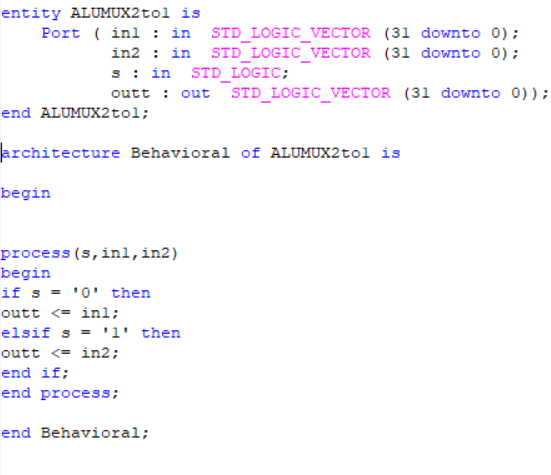 entity ALUMUX2to1 is
    Port ( in1 : in  STD_LOGIC_VECTOR (31 downto 0);
           in2 : in  STD_LOGIC_VECTOR (31 downto 0);
           s : in  STD_LOGIC;
           outt : out  STD_LOGIC_VECTOR (31 downto 0));
end ALUMUX2to1;
architecture Behavioral of ALUMUX2to1 is
begin
process(s,in1,in2)
begin
if s = '0' then
outt <= in1;
elsif s = '1' then
outt <= in2;
end if;
end process;
end Behavioral;